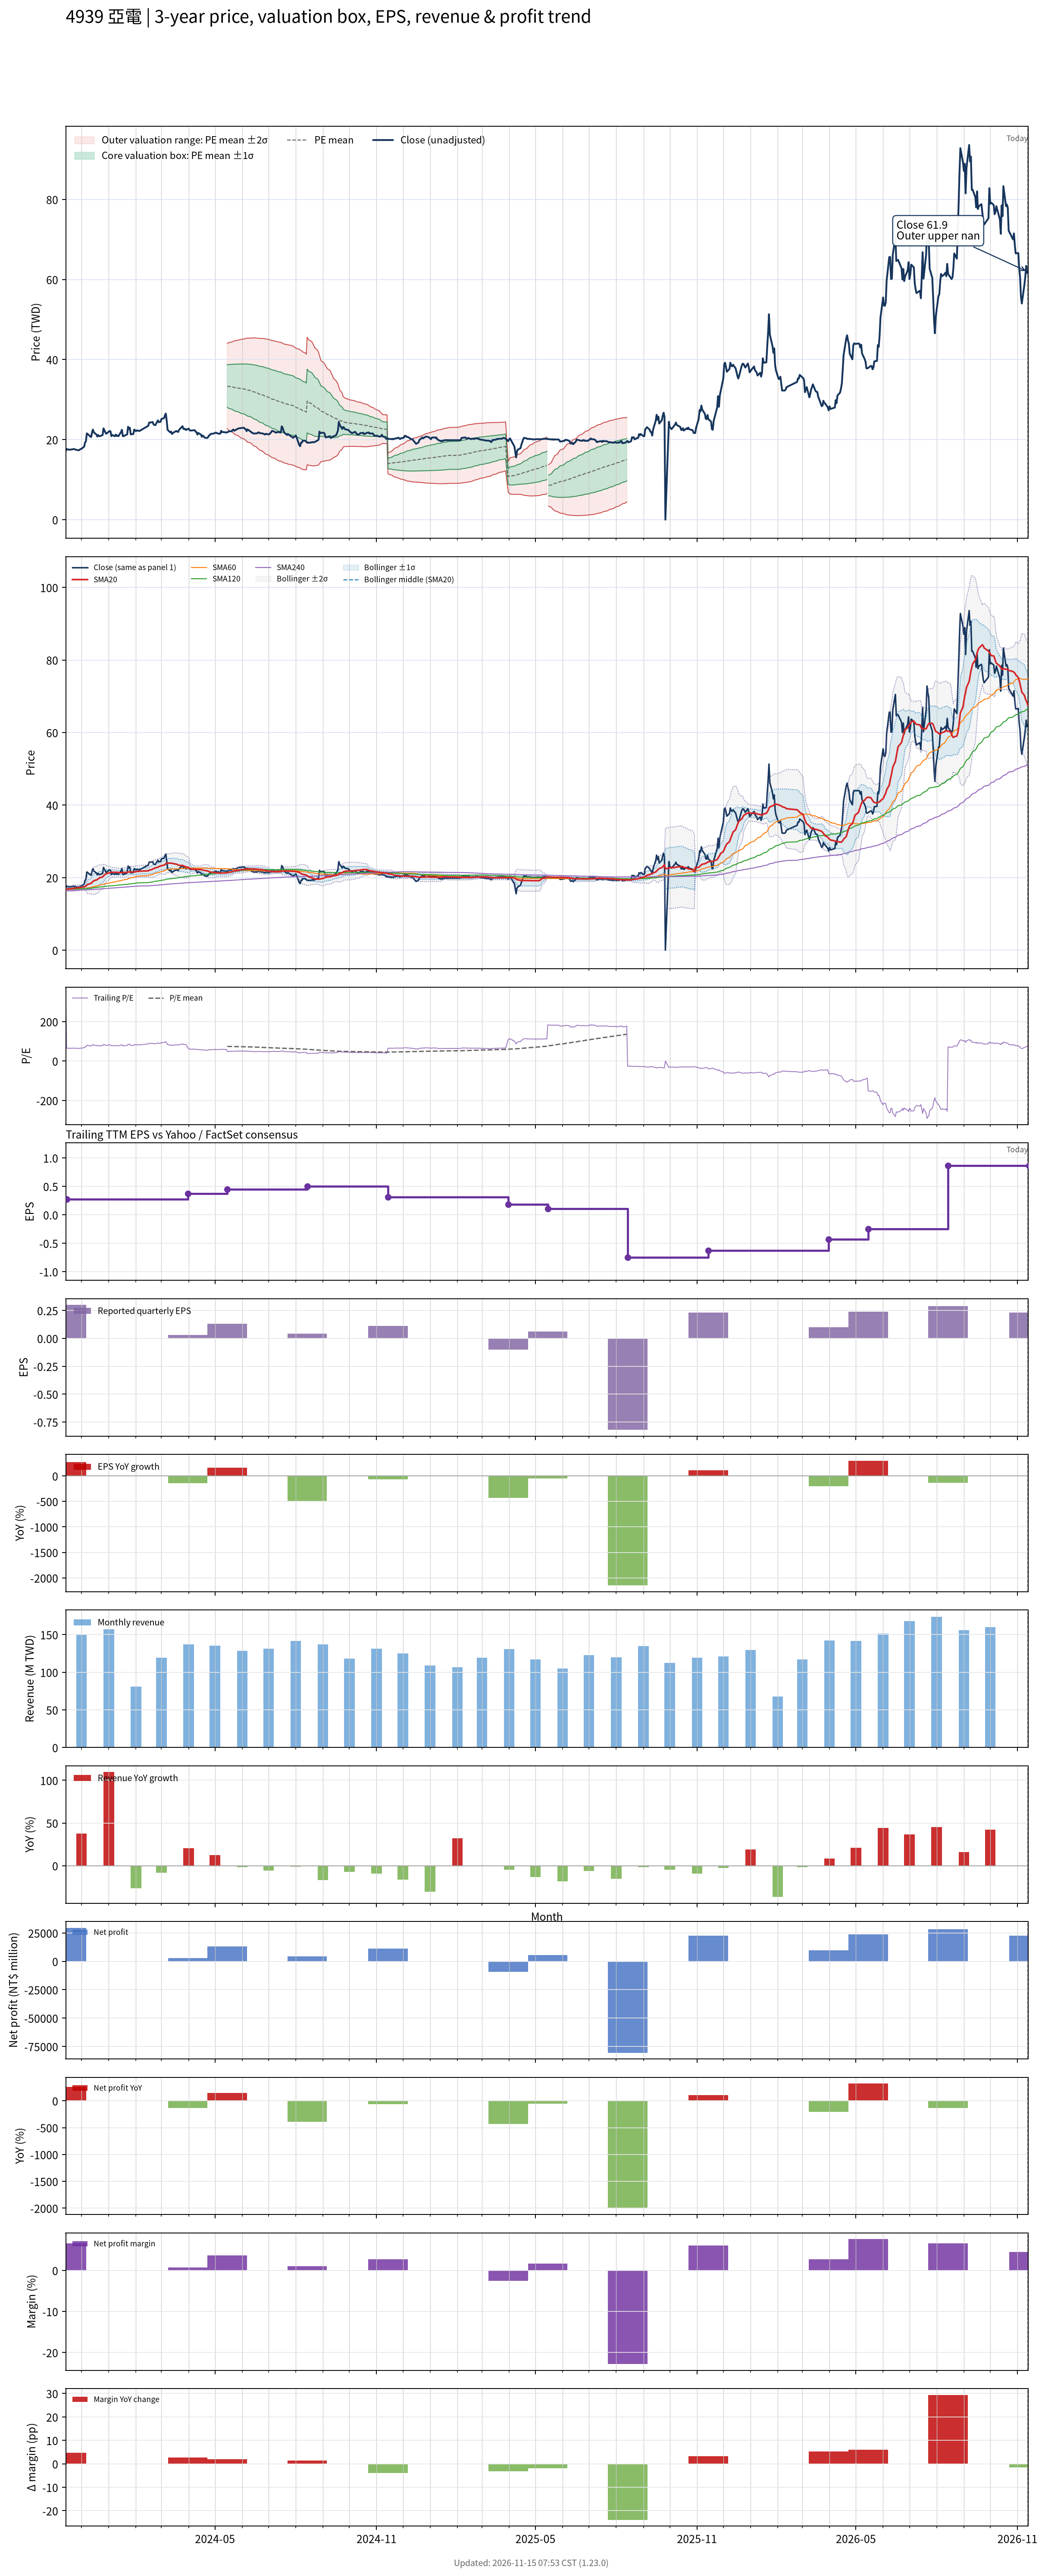 4939 亞電 | 3-year price, valuation box, EPS, revenue & profit trend
Outer valuation range: PE mean ±2σ
PE mean
Close (unadjusted)
Core valuation box: PE mean ±1σ
Today
Close 61.9
Outer upper nan
Price (TWD)
80
60
40
20
0
Close (same as panel 1)
SMA60
SMA240
Bollinger ±1σ
SMA20
SMA120
Bollinger ±2σ
Bollinger middle (SMA20)
Price
100
80
60
40
20
0
Trailing P/E
P/E mean
P/E
200
0
-200
Trailing TTM EPS vs Yahoo / FactSet consensus
Today
EPS
1.0
0.5
0.0
-0.5
-1.0
Reported quarterly EPS
EPS
0.25
0.00
-0.25
-0.50
-0.75
EPS YoY growth
YoY (%)
0
-500
-1000
-1500
-2000
Monthly revenue
Revenue (M TWD)
150
100
50
0
Revenue YoY growth
YoY (%)
100
50
0
Month
Net profit
Net profit (NT$ million)
25000
0
-25000
-50000
-75000
Net profit YoY
YoY (%)
0
-500
-1000
-1500
-2000
Net profit margin
Margin (%)
0
-10
-20
Margin YoY change
Δ margin (pp)
30
20
10
0
-10
-20
2024-05
2024-11
2025-05
2025-11
2026-05
2026-11
Updated: 2026-11-15 07:53 CST (1.23.0)